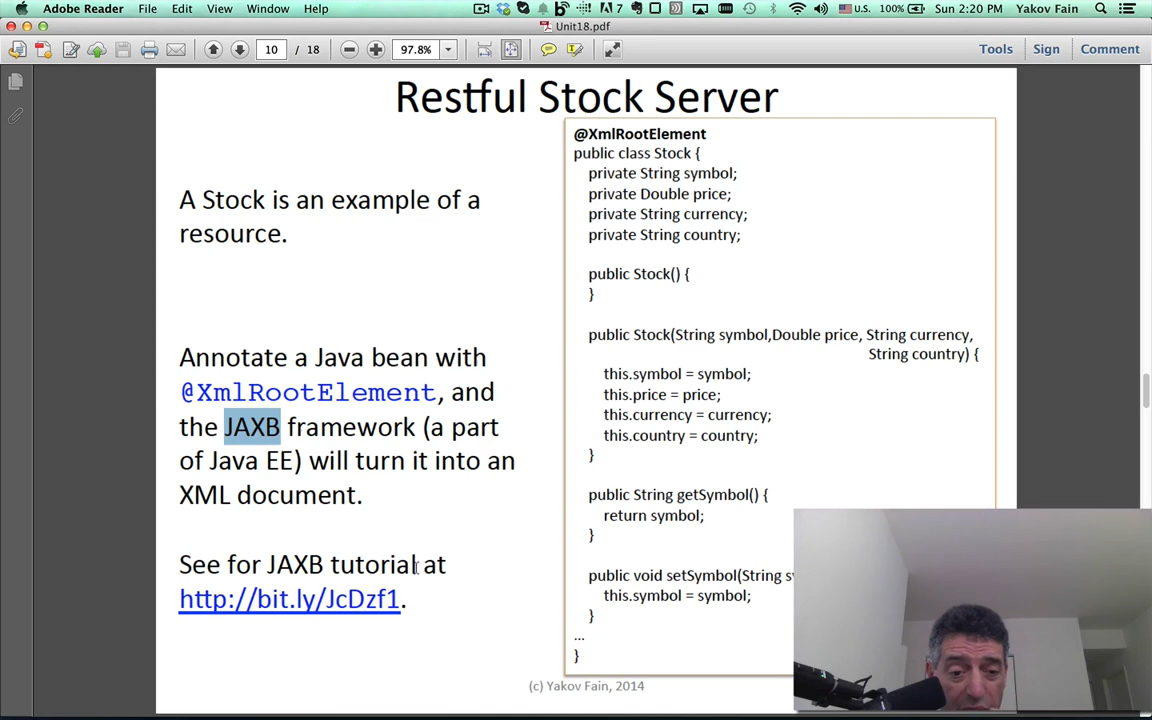 Adobe Reader File Edit View Window Help 7 U.S. 100% Sun 2:20 PM Yakov Fain
Unit18.pdf
10 / 18 97.8% Tools Sign Comment
Restful Stock Server
A Stock is an example of a
resource.
Annotate a Java bean with
@XmlRootElement, and
the JAXB framework (a part
of Java EE) will turn it into an
XML document.
See for JAXB tutorial at
http://bit.ly/JcDzf1.
@XmlRootElement
public class Stock {
private String symbol;
private Double price;
private String currency;
private String country;
public Stock() {
}
public Stock(String symbol,Double price, String currency,
String country) {
this.symbol = symbol;
this.price = price;
this.currency = currency;
this.country = country;
}
public String getSymbol() {
return symbol;
}
public void setSymbol(String sy
this.symbol = symbol;
}
...
}
(c) Yakov Fain, 2014